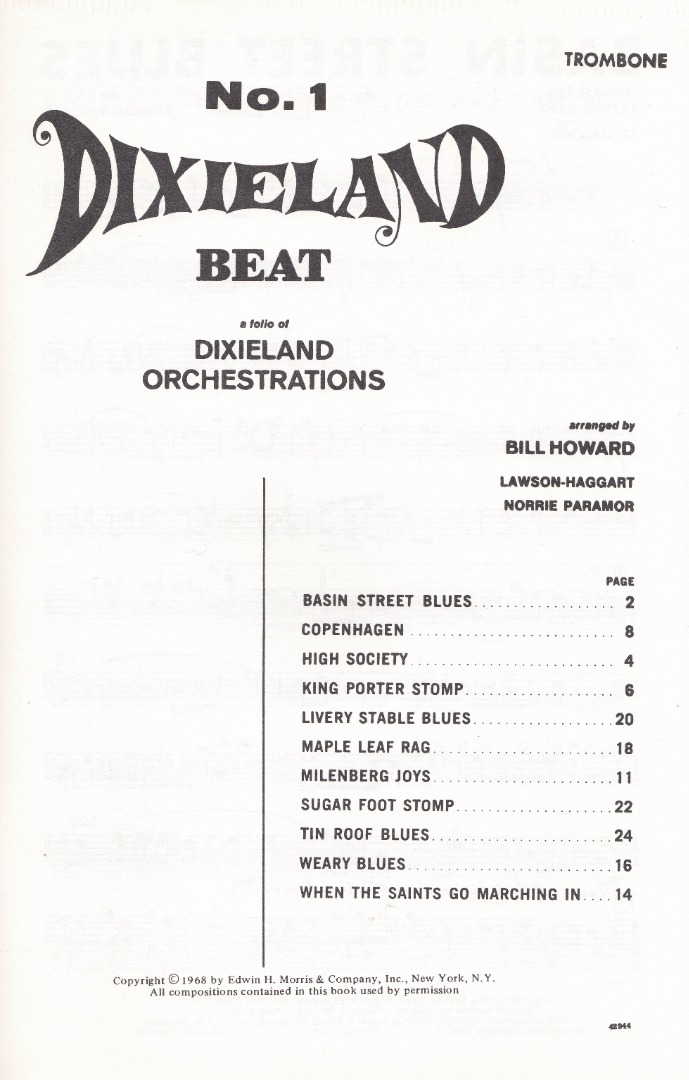 TROMBONE
No. 1
DIXIELAND
BEAT
a folio of
DIXIELAND
ORCHESTRATIONS
arranged by
BILL HOWARD
LAWSON-HAGGART
NORRIE PARAMOR
PAGE
BASIN STREET BLUES.................. 2
COPENHAGEN ......................... 8
HIGH SOCIETY......................... 4
KING PORTER STOMP.................. 6
LIVERY STABLE BLUES.................. 20
MAPLE LEAF RAG....................... 18
MILENBERG JOYS....................... 11
SUGAR FOOT STOMP.................... 22
TIN ROOF BLUES....................... 24
WEARY BLUES.......................... 16
WHEN THE SAINTS GO MARCHING IN.... 14
Copyright © 1968 by Edwin H. Morris & Company, Inc., New York, N.Y.
All compositions contained in this book used by permission
42944